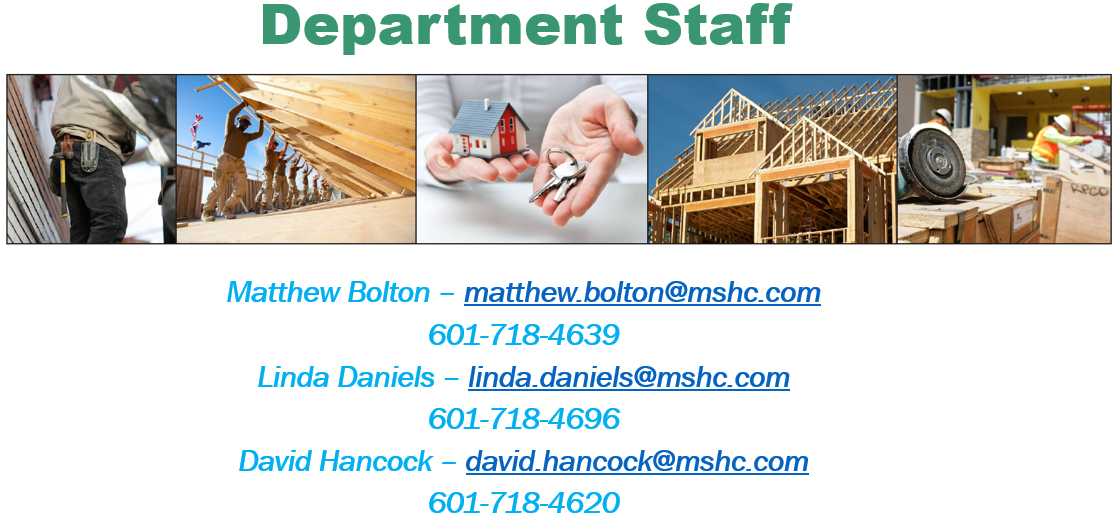 Department Staff
RPCO
Matthew Bolton – matthew.bolton@mshc.com
601-718-4639
Linda Daniels – linda.daniels@mshc.com
601-718-4696
David Hancock – david.hancock@mshc.com
601-718-4620